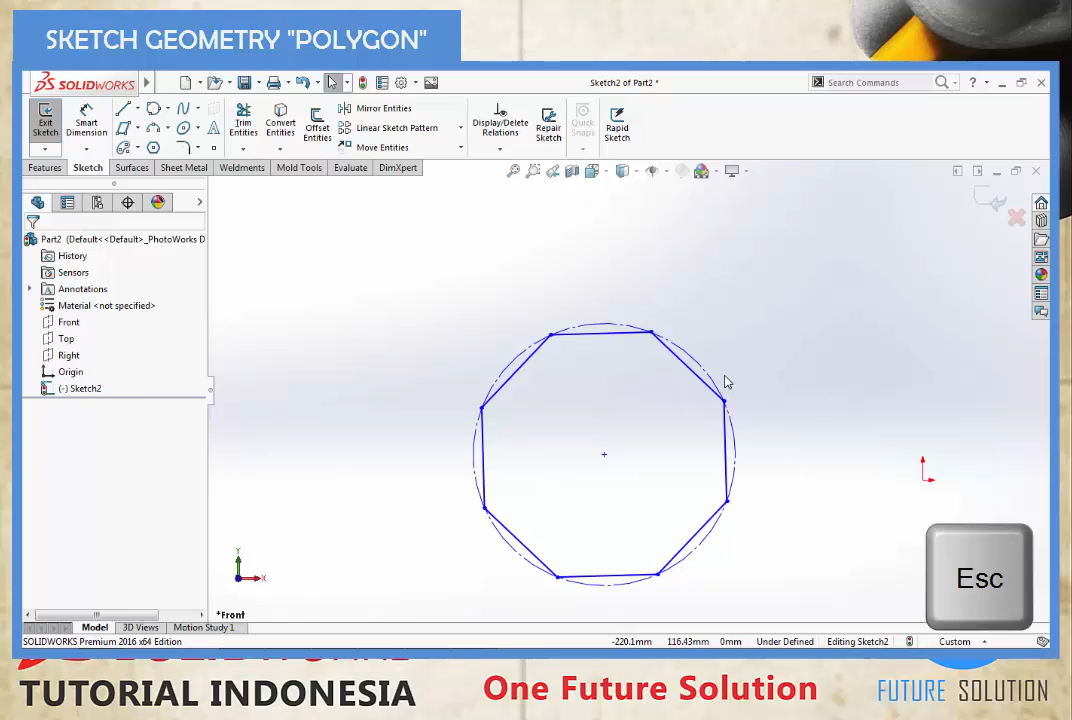 SKETCH GEOMETRY "POLYGON"
SOLIDWORKS
Sketch2 of Part2 *
Search Commands
Exit Sketch
Smart Dimension
Trim Entities
Convert Entities
Offset Entities
Mirror Entities
Linear Sketch Pattern
Move Entities
Display/Delete Relations
Repair Sketch
Quick Snaps
Rapid Sketch
Features
Sketch
Surfaces
Sheet Metal
Weldments
Mold Tools
Evaluate
DimXpert
Part2 (Default<<Default>_PhotoWorks D
History
Sensors
Annotations
Material <not specified>
Front
Top
Right
Origin
(-) Sketch2
Y
X
*Front
Esc
Model
3D Views
Motion Study 1
SOLIDWORKS Premium 2016 x64 Edition
-220.1mm
116.43mm
0mm
Under Defined
Editing Sketch2
Custom
TUTORIAL INDONESIA
One Future Solution
FUTURE SOLUTION